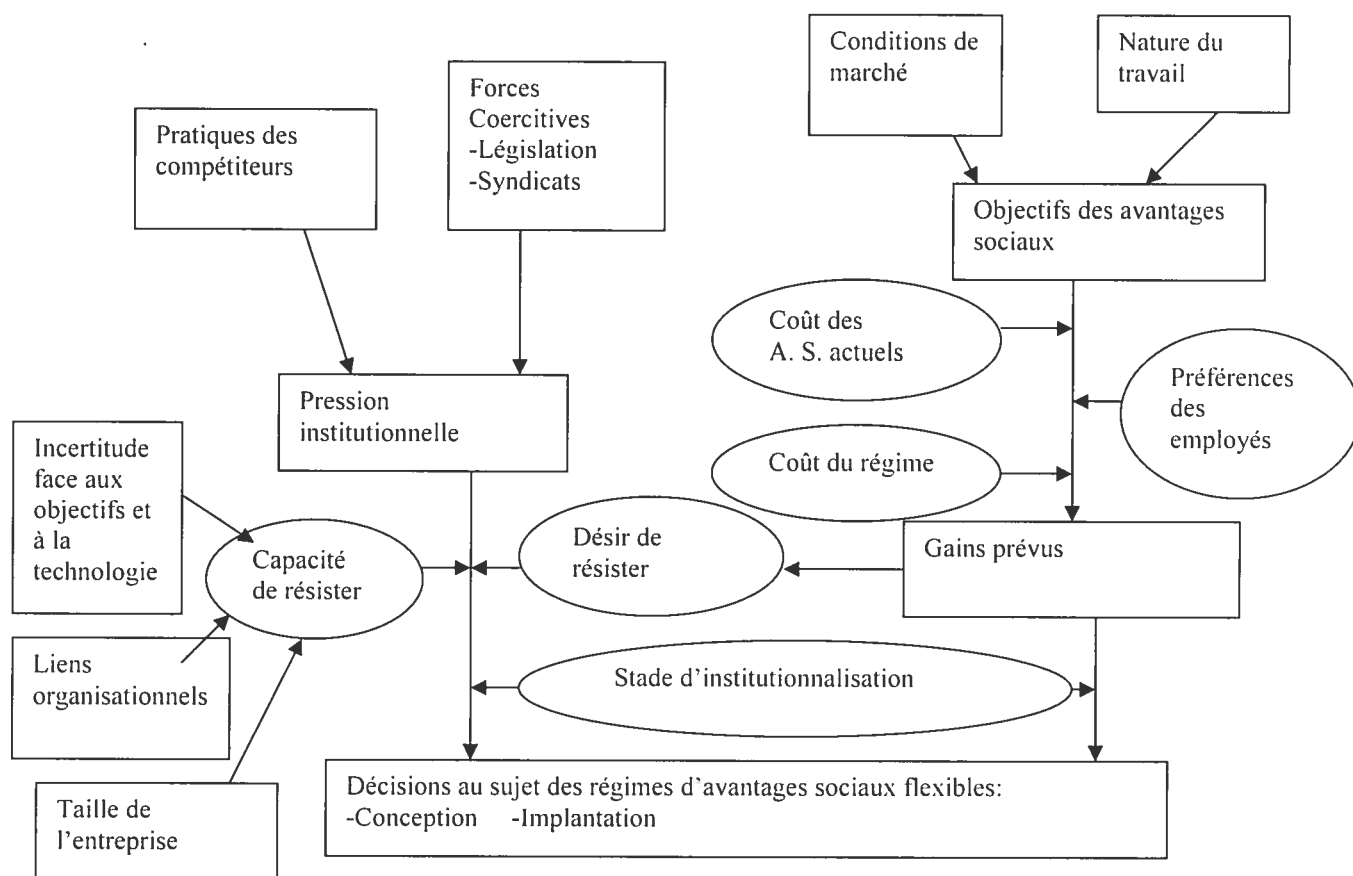 Conditions de
marché
Nature du
travail
Forces
Coercitives
-Législation
-Syndicats
Pratiques des
compétiteurs
Objectifs des avantages
sociaux
Coût des
A. S. actuels
Préférences
des
employés
Pression
institutionnelle
Incertitude
face aux
objectifs et
à la
technologie
Coût du régime
Capacité
de résister
Désir de
résister
Gains prévus
Liens
organisationnels
Stade d'institutionnalisation
Décisions au sujet des régimes d'avantages sociaux flexibles:
-Conception -Implantation
Taille de
l'entreprise